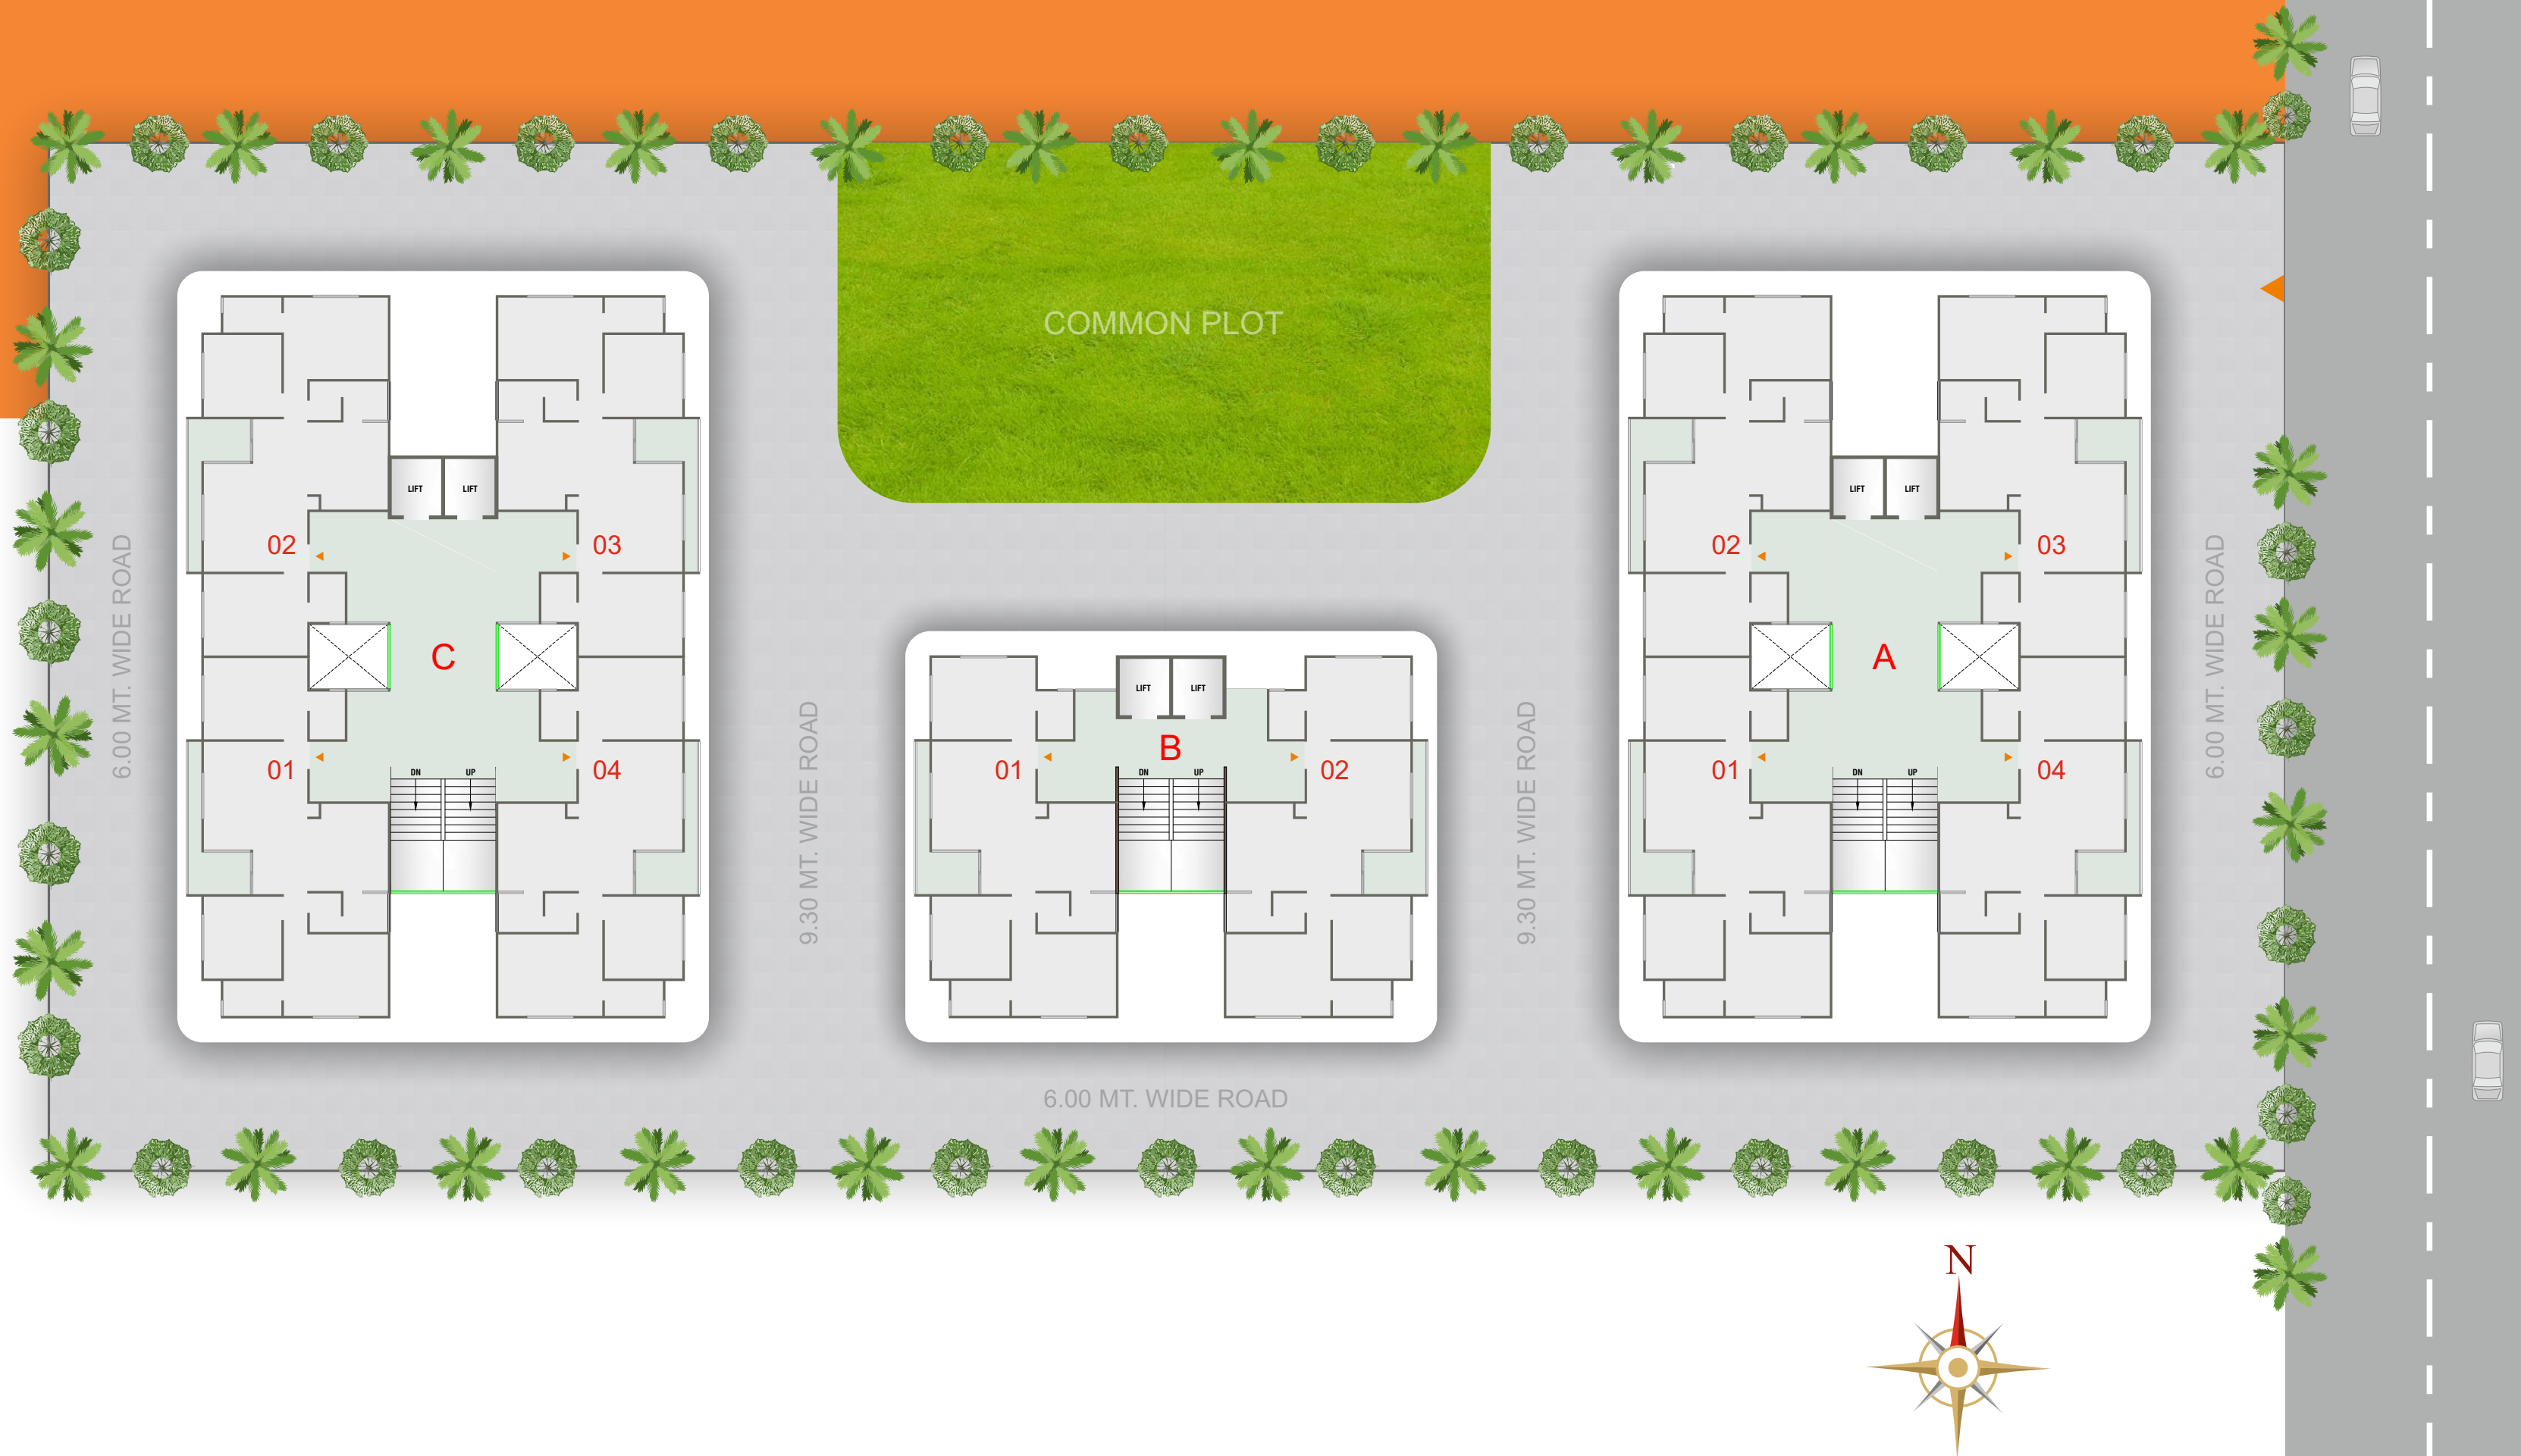 COMMON PLOT
LIFT LIFT
02 03
C
01 04
DN UP
6.00 MT. WIDE ROAD
9.30 MT. WIDE ROAD
LIFT LIFT
B
01 02
DN UP
9.30 MT. WIDE ROAD
LIFT LIFT
02 03
A
01 04
DN UP
6.00 MT. WIDE ROAD
6.00 MT. WIDE ROAD
N